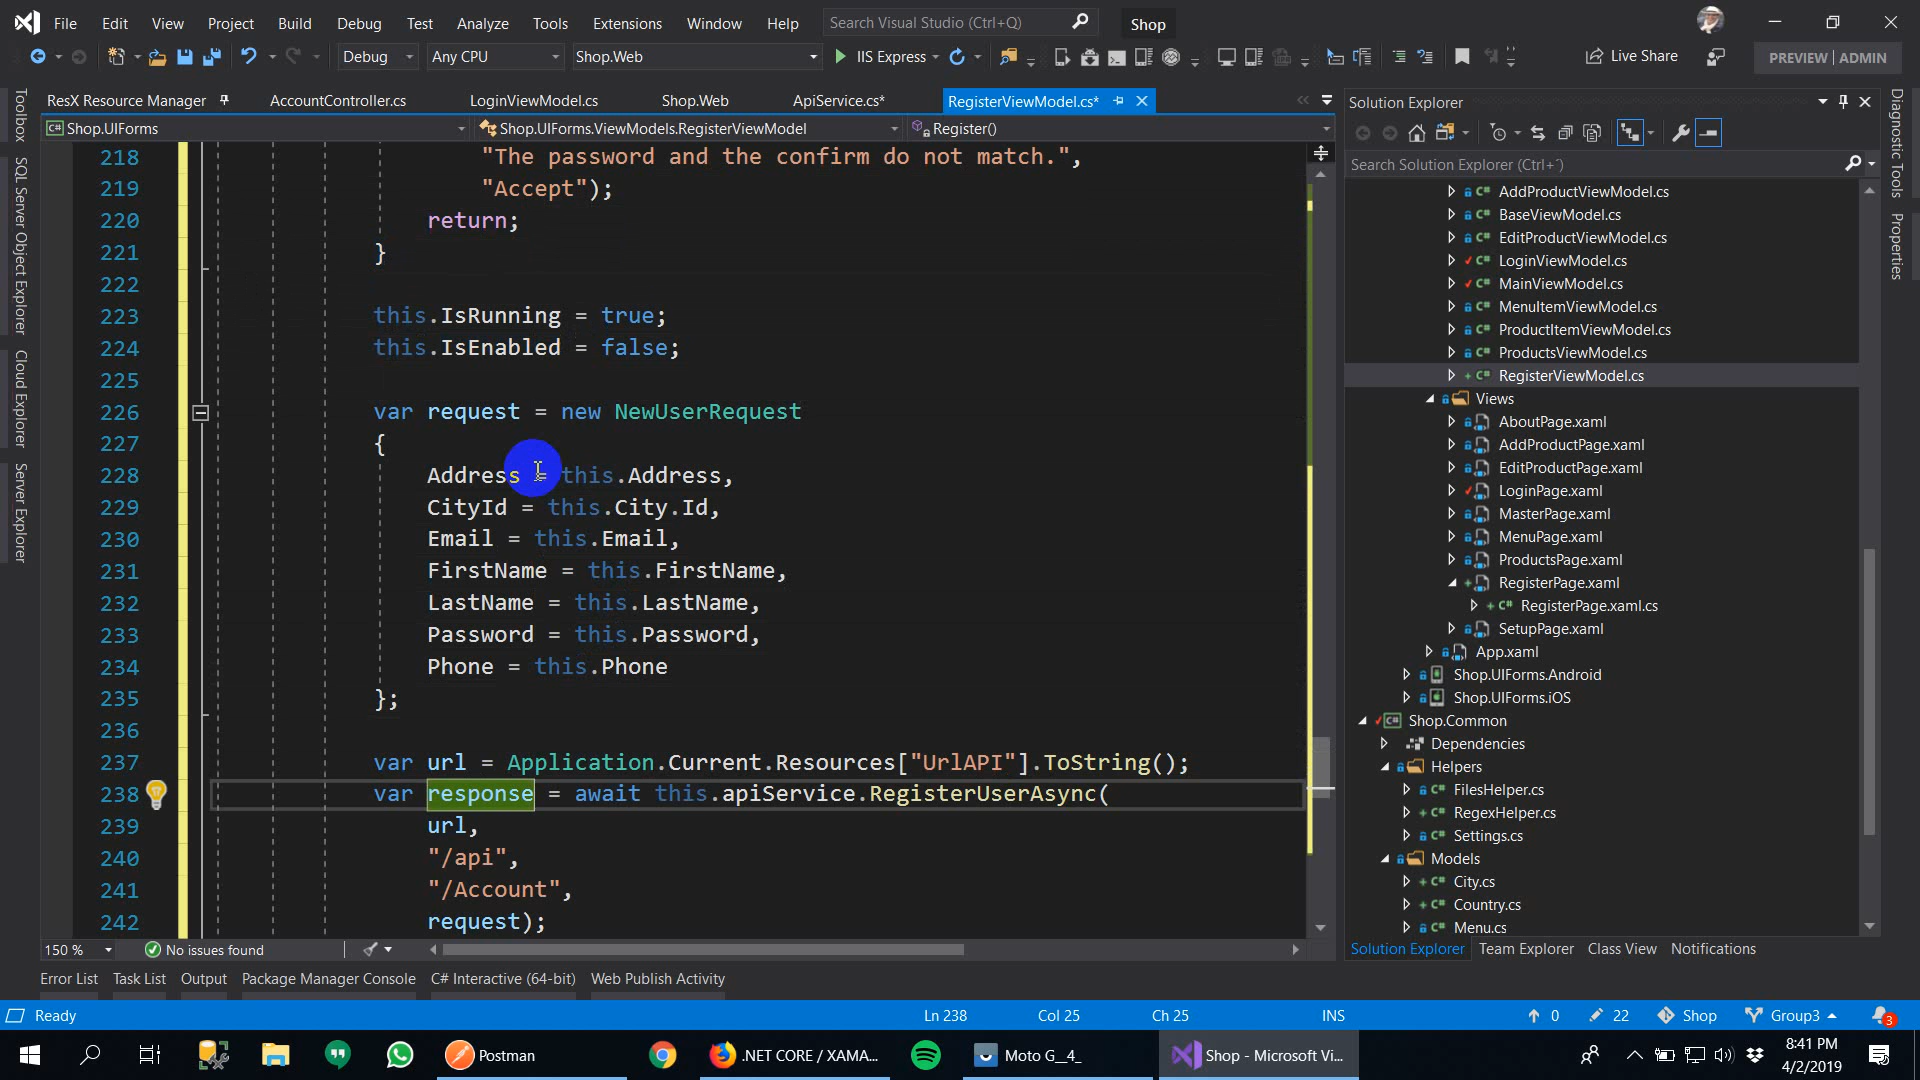 File Edit View Project Build Debug Test Analyze Tools Extensions Window Help Search Visual Studio (Ctrl+Q) Shop
Debug Any CPU Shop.Web IIS Express Live Share PREVIEW | ADMIN
ResX Resource Manager AccountController.cs LoginViewModel.cs Shop.Web ApiService.cs* RegisterViewModel.cs*
Shop.UIForms Shop.UIForms.ViewModels.RegisterViewModel Register()
218 "The password and the confirm do not match.",
219 "Accept");
220 return;
221 }
222
223 this.IsRunning = true;
224 this.IsEnabled = false;
225
226 var request = new NewUserRequest
227 {
228 Address = this.Address,
229 CityId = this.City.Id,
230 Email = this.Email,
231 FirstName = this.FirstName,
232 LastName = this.LastName,
233 Password = this.Password,
234 Phone = this.Phone
235 };
236
237 var url = Application.Current.Resources["UrlAPI"].ToString();
238 var response = await this.apiService.RegisterUserAsync(
239 url,
240 "/api",
241 "/Account",
242 request);
150 % No issues found
Toolbox
SQL Server Object Explorer
Cloud Explorer
Server Explorer
Solution Explorer
Search Solution Explorer (Ctrl+´)
AddProductViewModel.cs
BaseViewModel.cs
EditProductViewModel.cs
LoginViewModel.cs
MainViewModel.cs
MenuItemViewModel.cs
ProductItemViewModel.cs
ProductsViewModel.cs
RegisterViewModel.cs
Views
AboutPage.xaml
AddProductPage.xaml
EditProductPage.xaml
LoginPage.xaml
MasterPage.xaml
MenuPage.xaml
ProductsPage.xaml
RegisterPage.xaml
RegisterPage.xaml.cs
SetupPage.xaml
App.xaml
Shop.UIForms.Android
Shop.UIForms.iOS
Shop.Common
Dependencies
Helpers
FilesHelper.cs
RegexHelper.cs
Settings.cs
Models
City.cs
Country.cs
Menu.cs
Solution Explorer Team Explorer Class View Notifications
Diagnostic Tools
Properties
Error List Task List Output Package Manager Console C# Interactive (64-bit) Web Publish Activity
Ready Ln 238 Col 25 Ch 25 INS 0 22 Shop Group3 3
Postman .NET CORE / XAMA... Moto G__4_ Shop - Microsoft Vi... 8:41 PM
4/2/2019